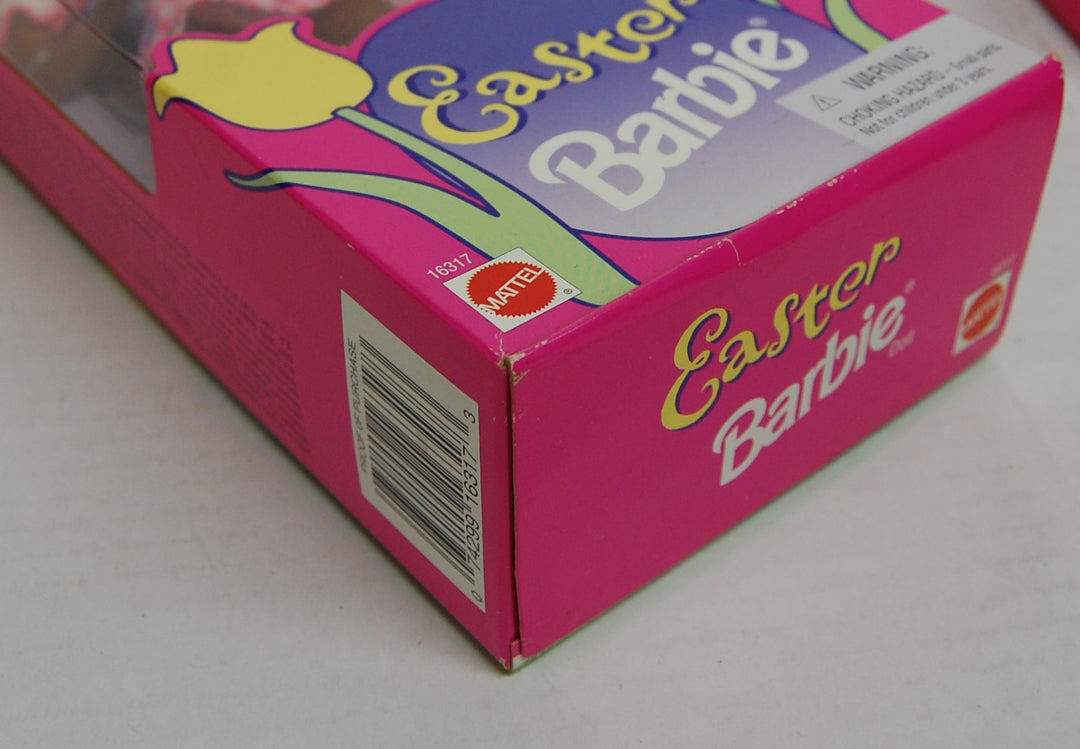 Easter
Barbie®
⚠ WARNING:
CHOKING HAZARD – Small parts.
Not for children under 3 years.
16317
MATTEL
®
PROOF OF PURCHASE
0 74299 16317 3
Easter
Barbie®
Doll
MATTEL